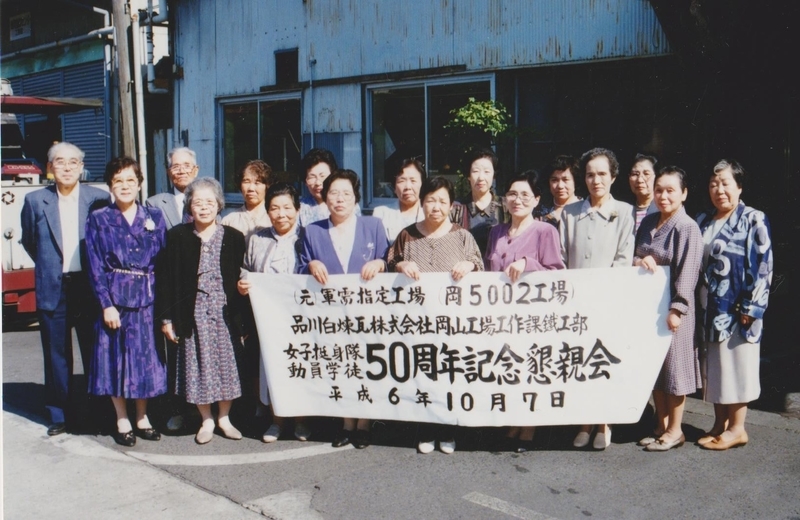 (元)軍需指定工場(岡5002工場)
品川白煉瓦株式会社岡山工場工作課鐵工部
女子挺身隊
動員学徒
50周年記念懇親会
平成6年10月7日